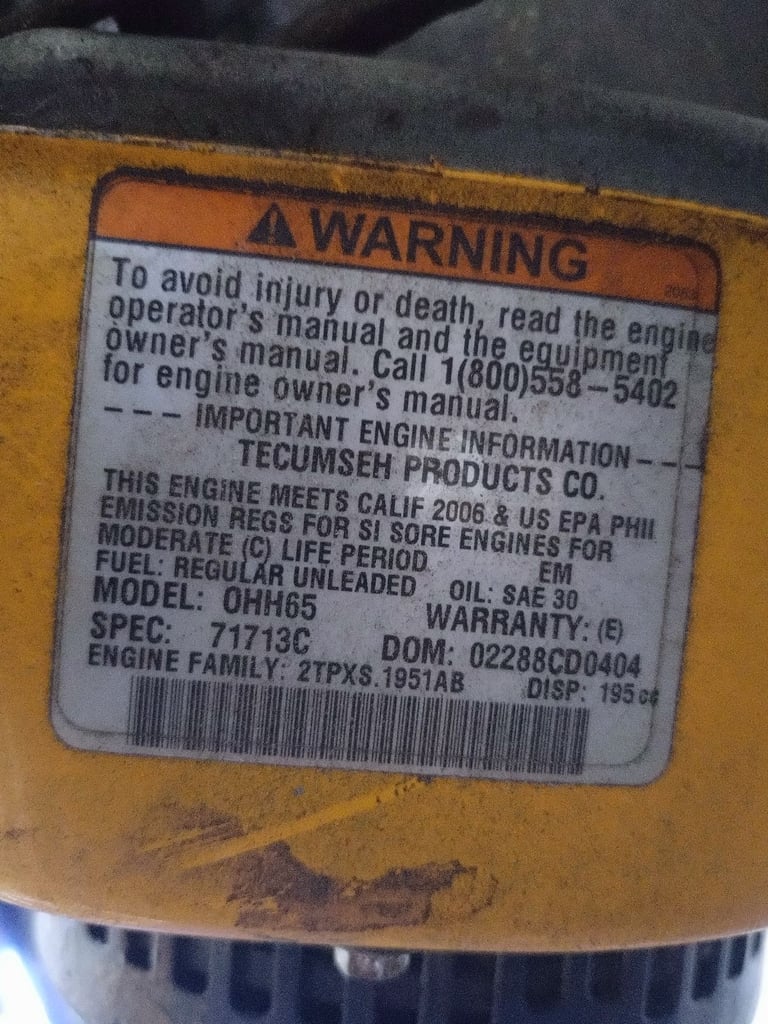 WARNING
2083
To avoid injury or death, read the engine
operator's manual and the equipment
owner's manual. Call 1(800)558-5402
for engine owner's manual.
--- IMPORTANT ENGINE INFORMATION ---
TECUMSEH PRODUCTS CO.
THIS ENGINE MEETS CALIF 2006 & US EPA PHII
EMISSION REGS FOR SI SORE ENGINES FOR
MODERATE (C) LIFE PERIOD EM
FUEL: REGULAR UNLEADED OIL: SAE 30
MODEL: OHH65 WARRANTY: (E)
SPEC: 71713C DOM: 02288CD0404
ENGINE FAMILY: 2TPXS.1951AB DISP: 195 cc